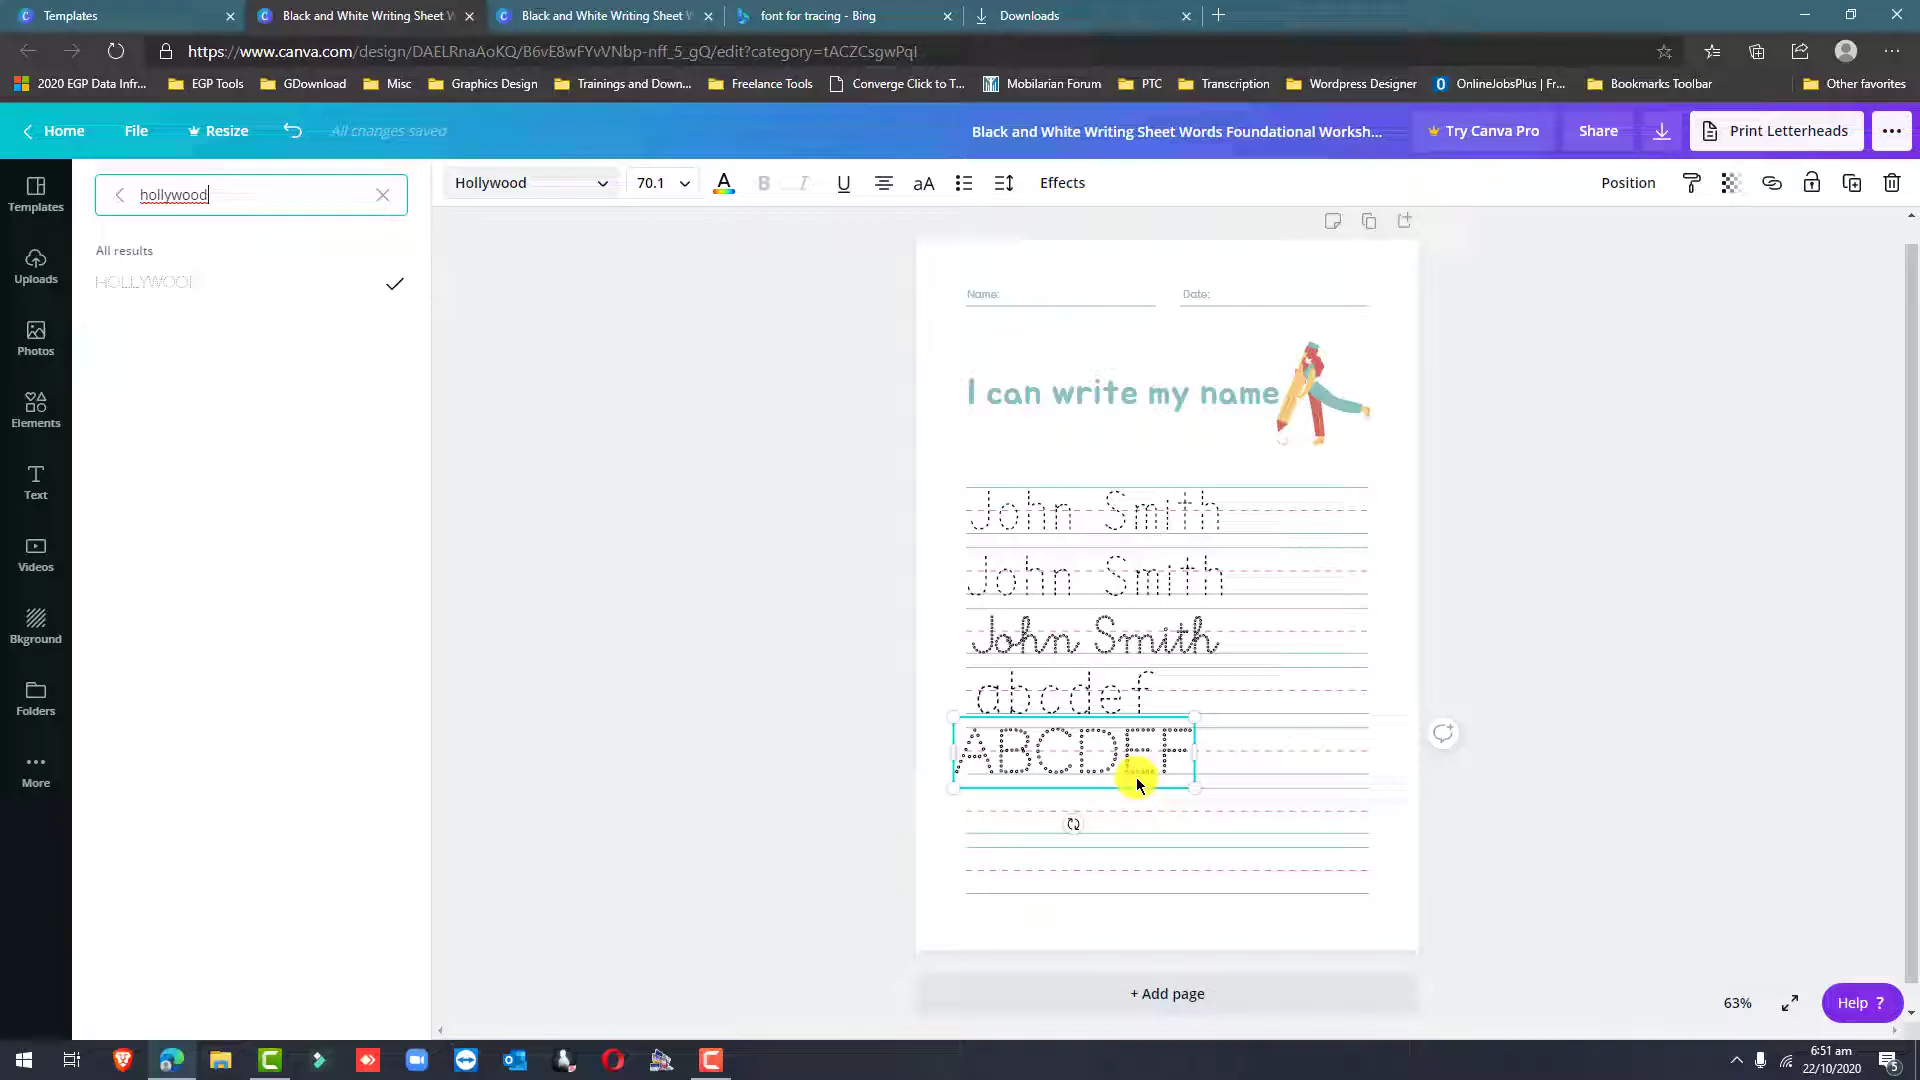 Templates
Black and White Writing Sheet W
Black and White Writing Sheet W
font for tracing - Bing
Downloads
https://www.canva.com/design/DAELRnaAoKQ/B6vE8wFYvVNbp-nff_5_gQ/edit?category=tACZCsgwPqI
2020 EGP Data Infr...
EGP Tools
GDownload
Misc
Graphics Design
Trainings and Down...
Freelance Tools
Converge Click to T...
Mobilarian Forum
PTC
Transcription
Wordpress Designer
OnlineJobsPlus | Fr...
Bookmarks Toolbar
Other favorites
Home
File
Resize
All changes saved
Black and White Writing Sheet Words Foundational Worksh...
Try Canva Pro
Share
Print Letterheads
hollywood
Hollywood
70.1
Effects
Position
Templates
Uploads
Photos
Elements
Text
Videos
Bkground
Folders
More
All results
Name:
Date:
I can write my name
John Smith
John Smith
John Smith
abcdef
ABCDEF
+ Add page
63%
Help ?
6:51 am
22/10/2020
5